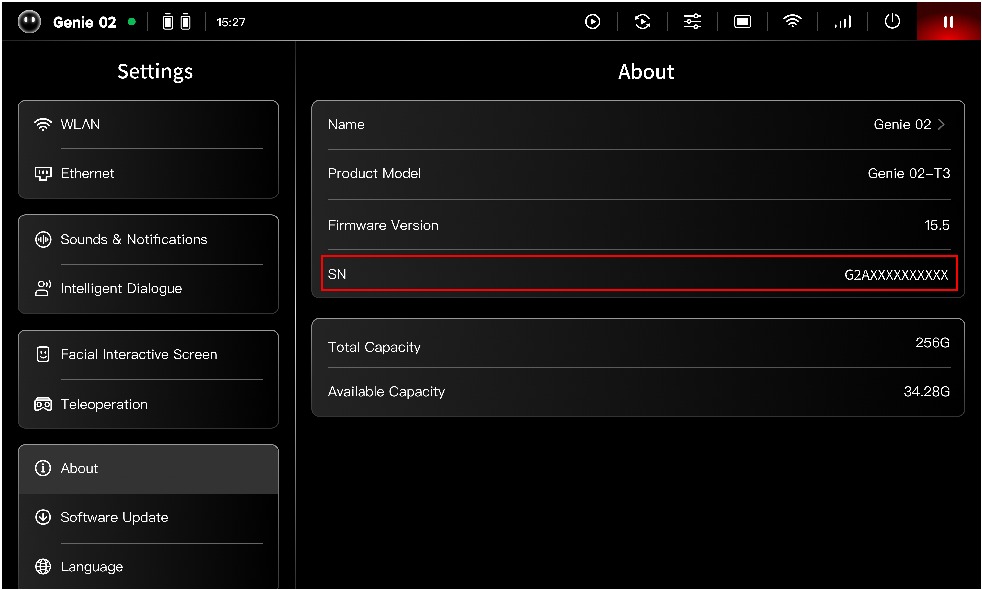 Genie 02 15:27
Settings
WLAN
Ethernet
Sounds & Notifications
Intelligent Dialogue
Facial Interactive Screen
Teleoperation
About
Software Update
Language
About
Name Genie 02 >
Product Model Genie 02-T3
Firmware Version 15.5
SN G2AXXXXXXXXXX
Total Capacity 256G
Available Capacity 34.28G